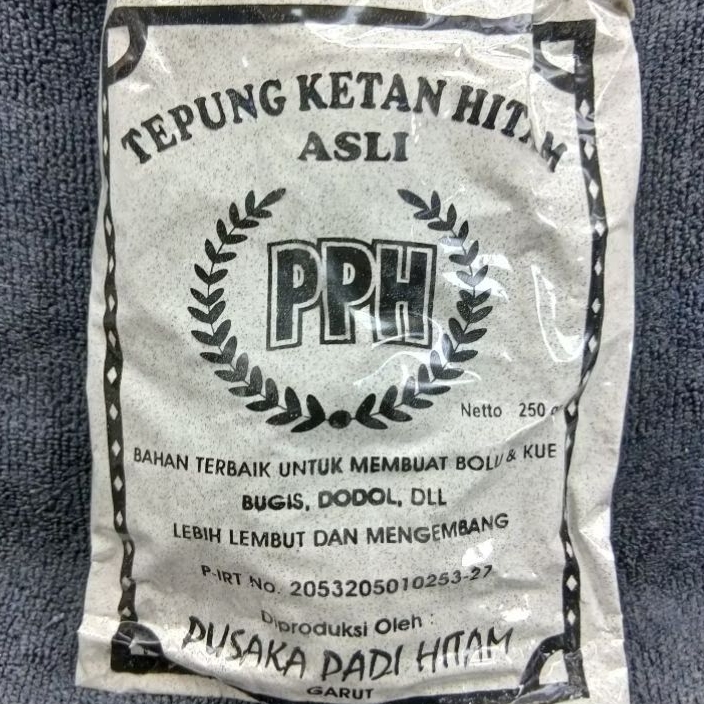 TEPUNG KETAN HITAM
ASLI
PPH
Netto 250 g
BAHAN TERBAIK UNTUK MEMBUAT BOLU & KUE
BUGIS, DODOL, DLL
LEBIH LEMBUT DAN MENGEMBANG
P-IRT No. 2053205010253-27
Diproduksi Oleh :
PUSAKA PADI HITAM
GARUT